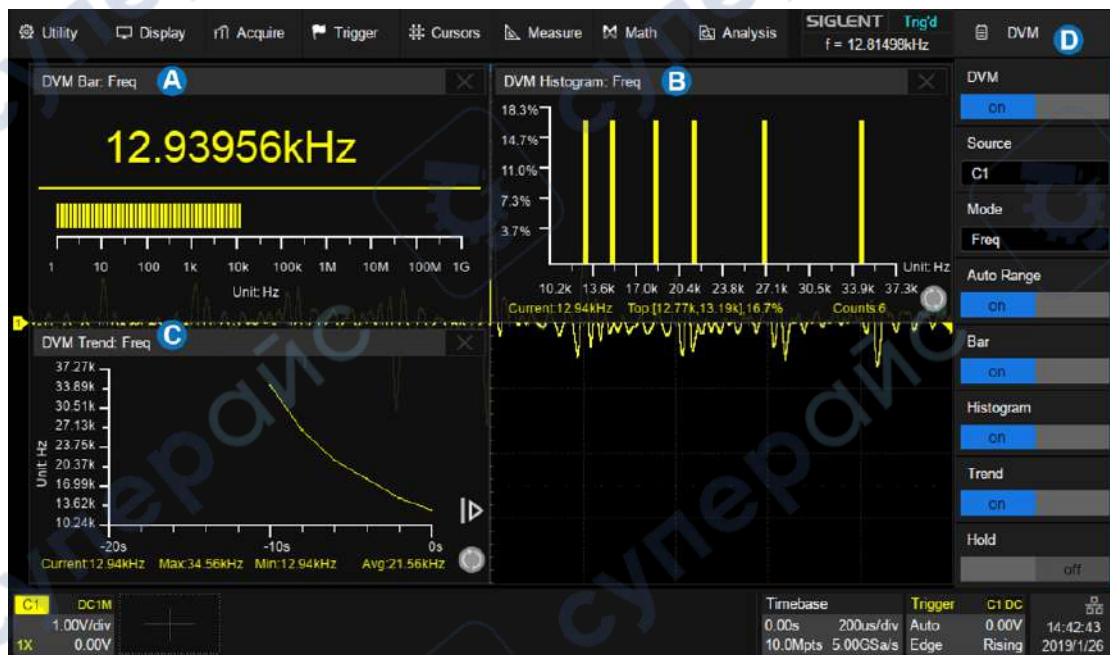 Utility Display Acquire Trigger Cursors Measure Math Analysis
SIGLENT Trig'd
f = 12.81498kHz
DVM D
DVM Bar: Freq A
12.93956kHz
1 10 100 1k 10k 100k 1M 10M 100M 1G
Unit: Hz
DVM Histogram: Freq B
18.3%
14.7%
11.0%
7.3%
3.7%
Unit: Hz
10.2k 13.6k 17.0k 20.4k 23.8k 27.1k 30.5k 33.9k 37.3k
Current:12.94kHz Top:[12.77k,13.19k],16.7% Counts:6
1
DVM Trend: Freq C
37.27k
33.89k
30.51k
27.13k
23.75k
20.37k
16.99k
13.62k
10.24k
Unit: Hz
-20s -10s 0s
Current:12.94kHz Max:34.56kHz Min:12.94kHz Avg:21.56kHz
DVM
on
Source
C1
Mode
Freq
Auto Range
on
Bar
on
Histogram
on
Trend
on
Hold
off
C1 DC1M
1.00V/div
1X 0.00V
Timebase
0.00s 200us/div
10.0Mpts 5.00GSa/s
Trigger C1 DC
Auto 0.00V
Edge Rising
14:42:43
2019/1/26
суперайс
суперайс
суперайс